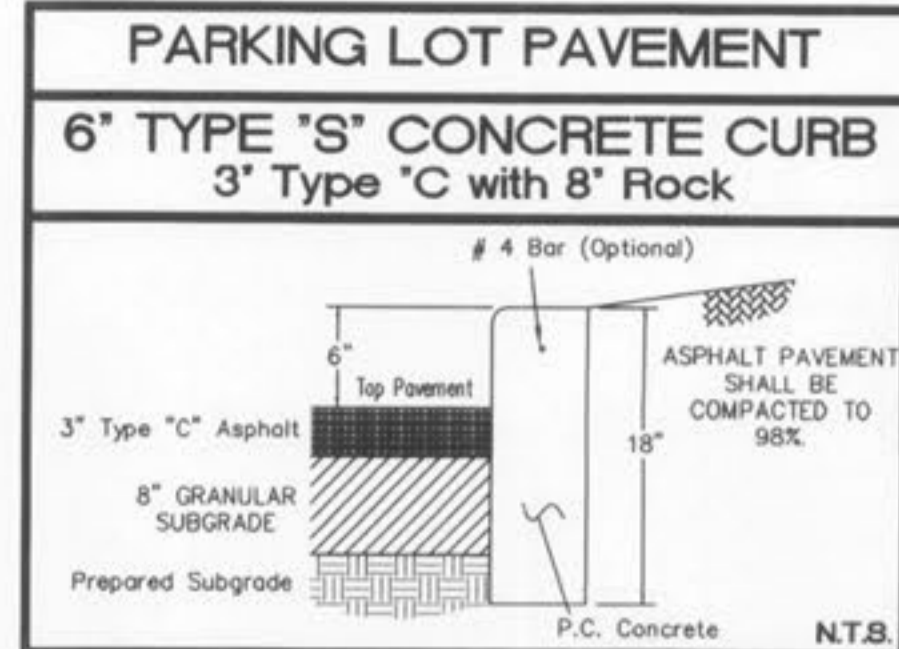 PARKING LOT PAVEMENT
6" TYPE "S" CONCRETE CURB
3" Type "C with 8" Rock
# 4 Bar (Optional)
6"
Top Pavement
3" Type "C" Asphalt
8" GRANULAR
SUBGRADE
Prepared Subgrade
18"
ASPHALT PAVEMENT
SHALL BE
COMPACTED TO
98%.
P.C. Concrete
N.T.S.